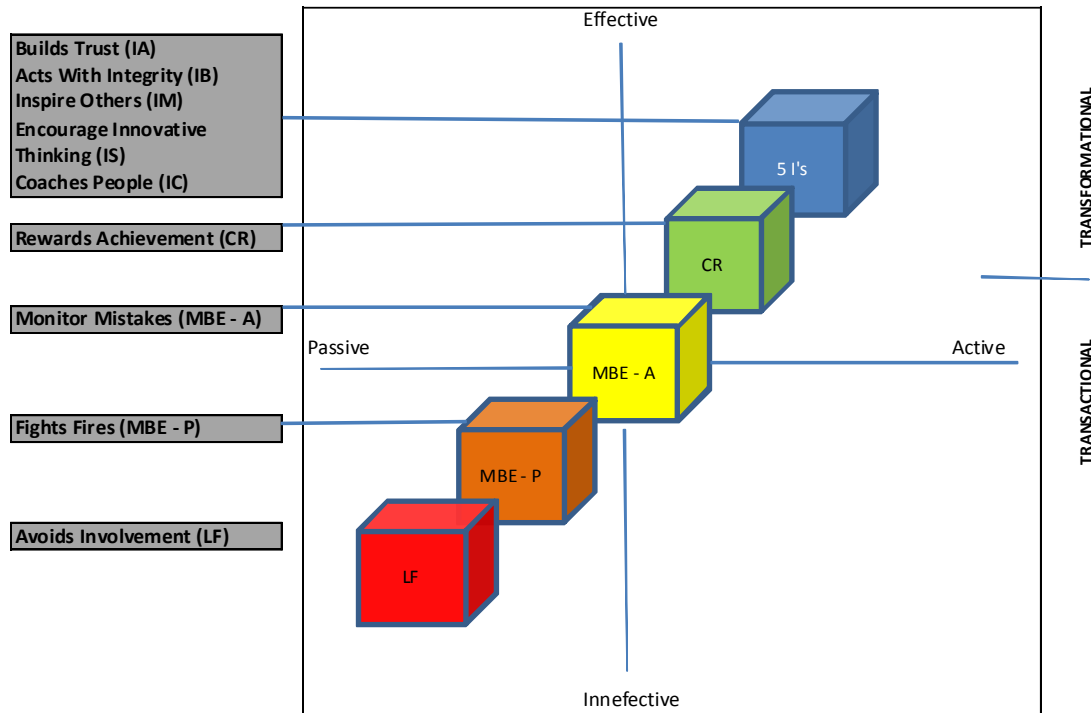 Effective
Builds Trust (IA)
Acts With Integrity (IB)
Inspire Others (IM)
Encourage Innovative
Thinking (IS)
Coaches People (IC)
5 I's
TRANSFORMATIONAL
Rewards Achievement (CR)
CR
Monitor Mistakes (MBE - A)
Passive
Active
MBE - A
TRANSACTIONAL
Fights Fires (MBE - P)
MBE - P
Avoids Involvement (LF)
LF
Innefective